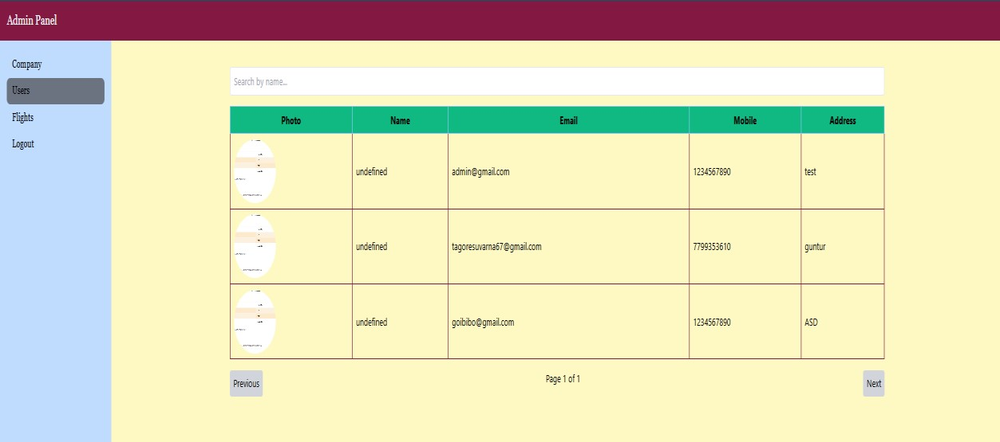 Admin Panel
Company
Users
Flights
Logout
Search by name...
Photo Name Email Mobile Address
undefined admin@gmail.com 1234567890 test
undefined tagoresuvarna67@gmail.com 7799353610 guntur
undefined goibibo@gmail.com 1234567890 ASD
Previous Page 1 of 1 Next